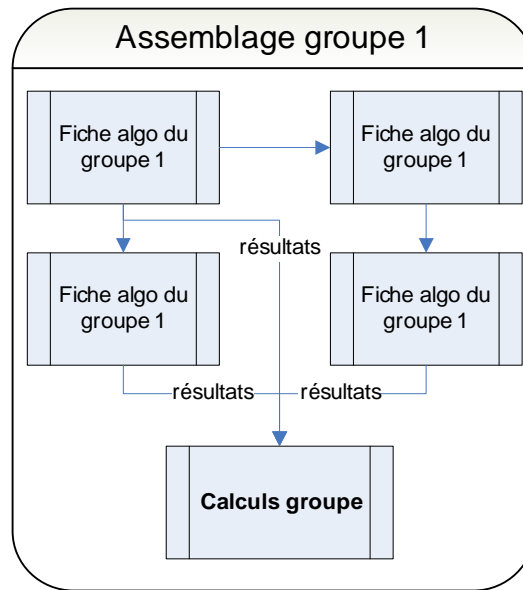 Assemblage groupe 1
Fiche algo du
groupe 1
Fiche algo du
groupe 1
résultats
Fiche algo du
groupe 1
Fiche algo du
groupe 1
résultats
résultats
Calculs groupe